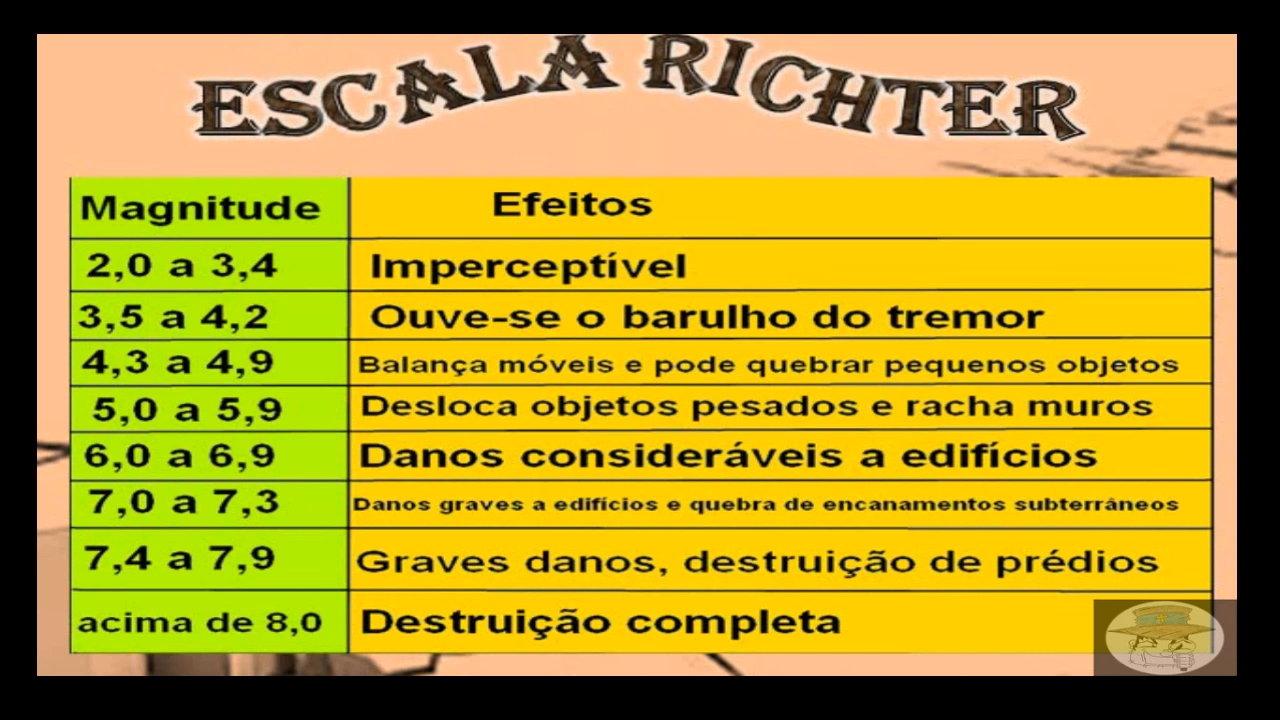 ESCALA RICHTER
Magnitude Efeitos
2,0 a 3,4 Imperceptível
3,5 a 4,2 Ouve-se o barulho do tremor
4,3 a 4,9 Balança móveis e pode quebrar pequenos objetos
5,0 a 5,9 Desloca objetos pesados e racha muros
6,0 a 6,9 Danos consideráveis a edifícios
7,0 a 7,3 Danos graves a edifícios e quebra de encanamentos subterrâneos
7,4 a 7,9 Graves danos, destruição de prédios
acima de 8,0 Destruição completa